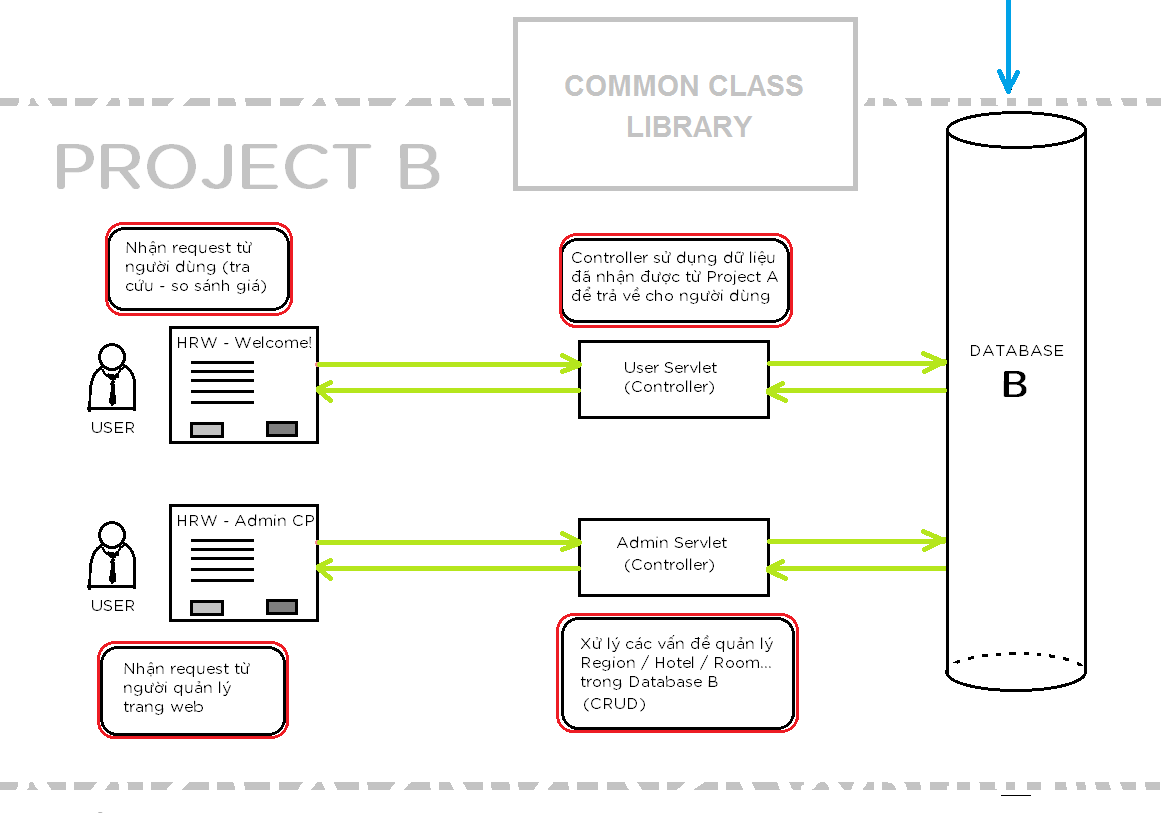 COMMON CLASS
LIBRARY
PROJECT B
Nhận request từ
người dùng (tra
cứu - so sánh giá)
Controller sử dụng dữ liệu
đã nhận được từ Project A
để trả về cho người dùng
HRW - Welcome!
USER
User Servlet
(Controller)
DATABASE
B
HRW - Admin CP
USER
Admin Servlet
(Controller)
Nhận request từ
người quản lý
trang web
Xử lý các vấn đề quản lý
Region / Hotel / Room...
trong Database B
(CRUD)